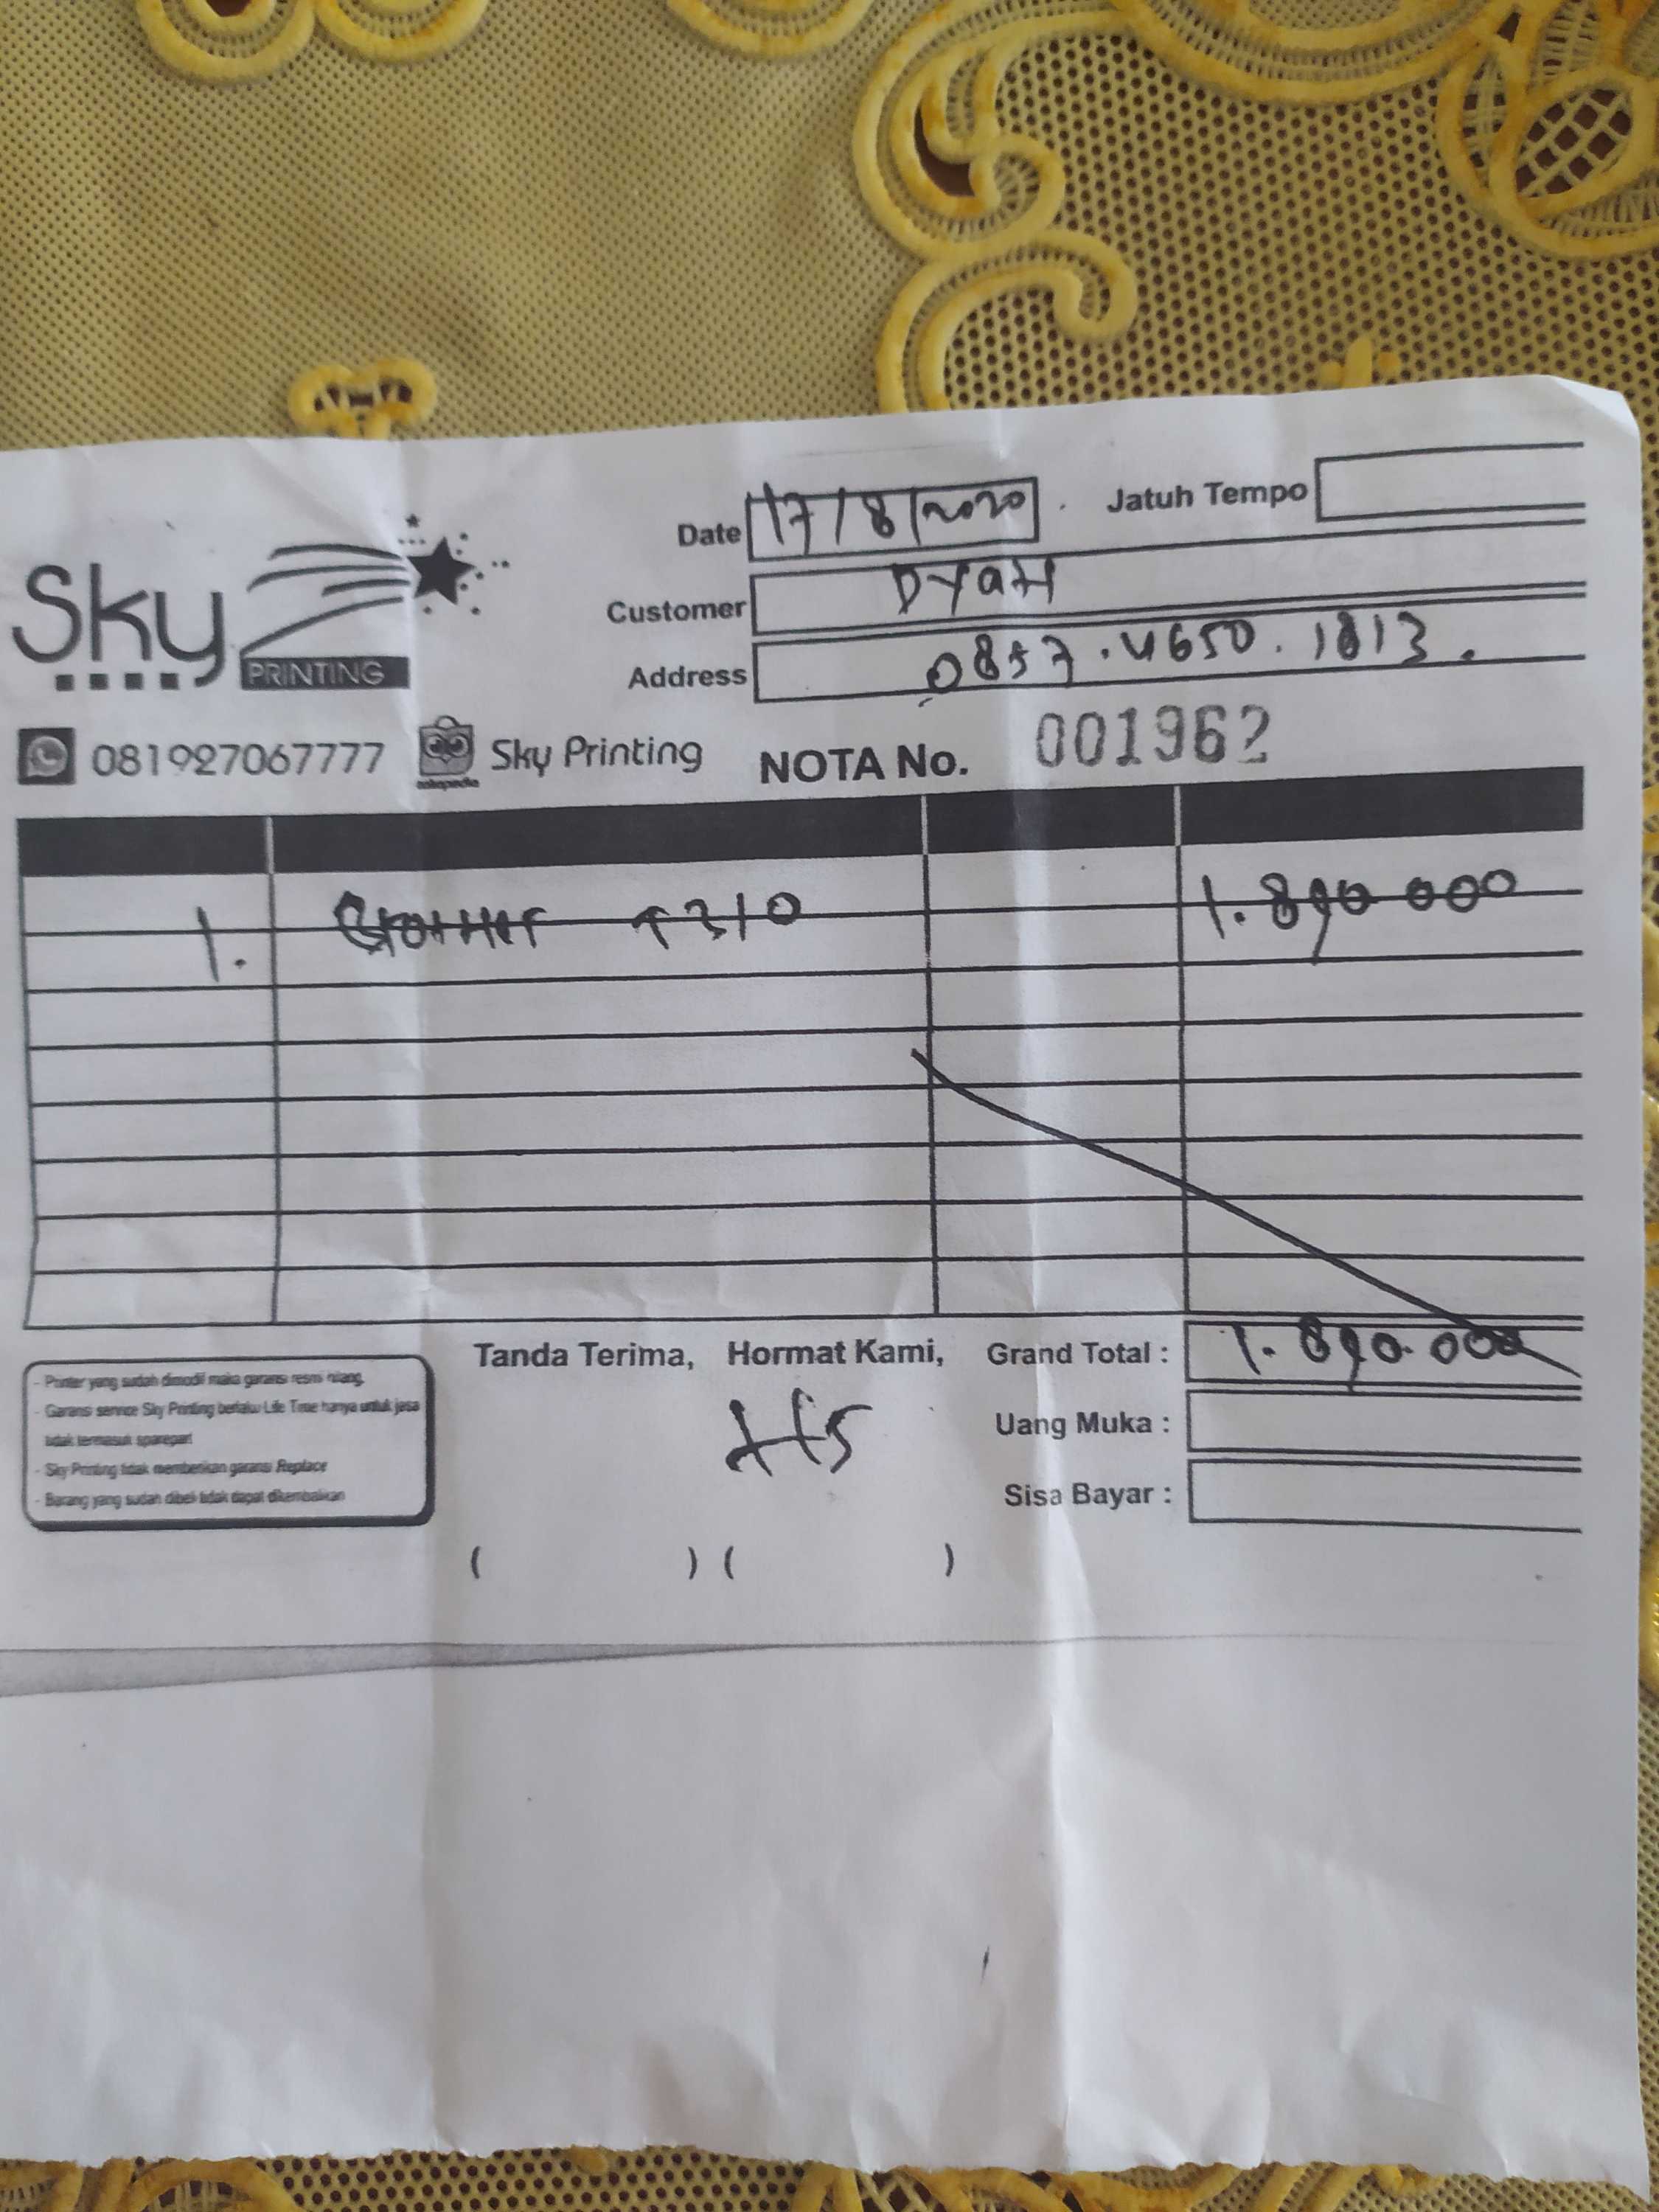 Sky
PRINTING
Date 17/8/2020 Jatuh Tempo
Customer DYAH
Address 0857.4650.1813.
081927067777 tokopedia Sky Printing NOTA No. 001962
1. T310 1.890 000
Tanda Terima, Hormat Kami, Grand Total : 1.890.000
Uang Muka :
Sisa Bayar :
- Printer yang sudah dimodif maka garansi resmi hilang.
- Garansi service Sky Printing berlaku Life Time hanya untuk jasa
tidak termasuk sparepart
- Sky Printing tidak memberikan garansi Replace
- Barang yang sudah dibeli tidak dapat dikembalikan
( ) ( )